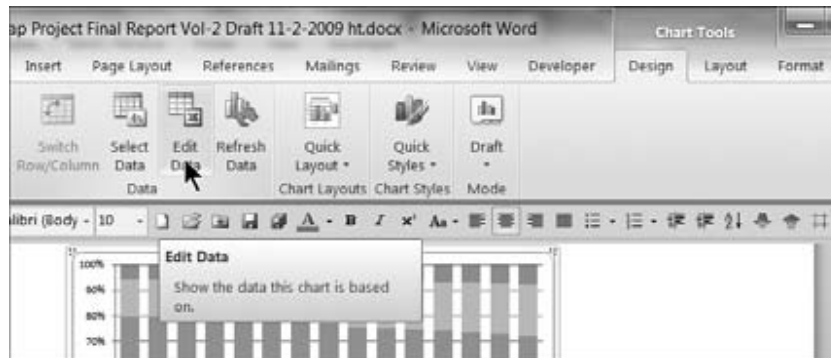 ap Project Final Report Vol-2 Draft 11-2-2009 ht.docx - Microsoft Word Chart Tools
Insert Page Layout References Mailings Review View Developer Design Layout Format
Switch Row/Column
Select Data
Edit Data
Refresh Data
Quick Layout
Quick Styles
Draft
Data Chart Layouts Chart Styles Mode
alibri (Body 10 A B I x² Aa
Edit Data
Show the data this chart is based
on.
100%
90%
80%
70%